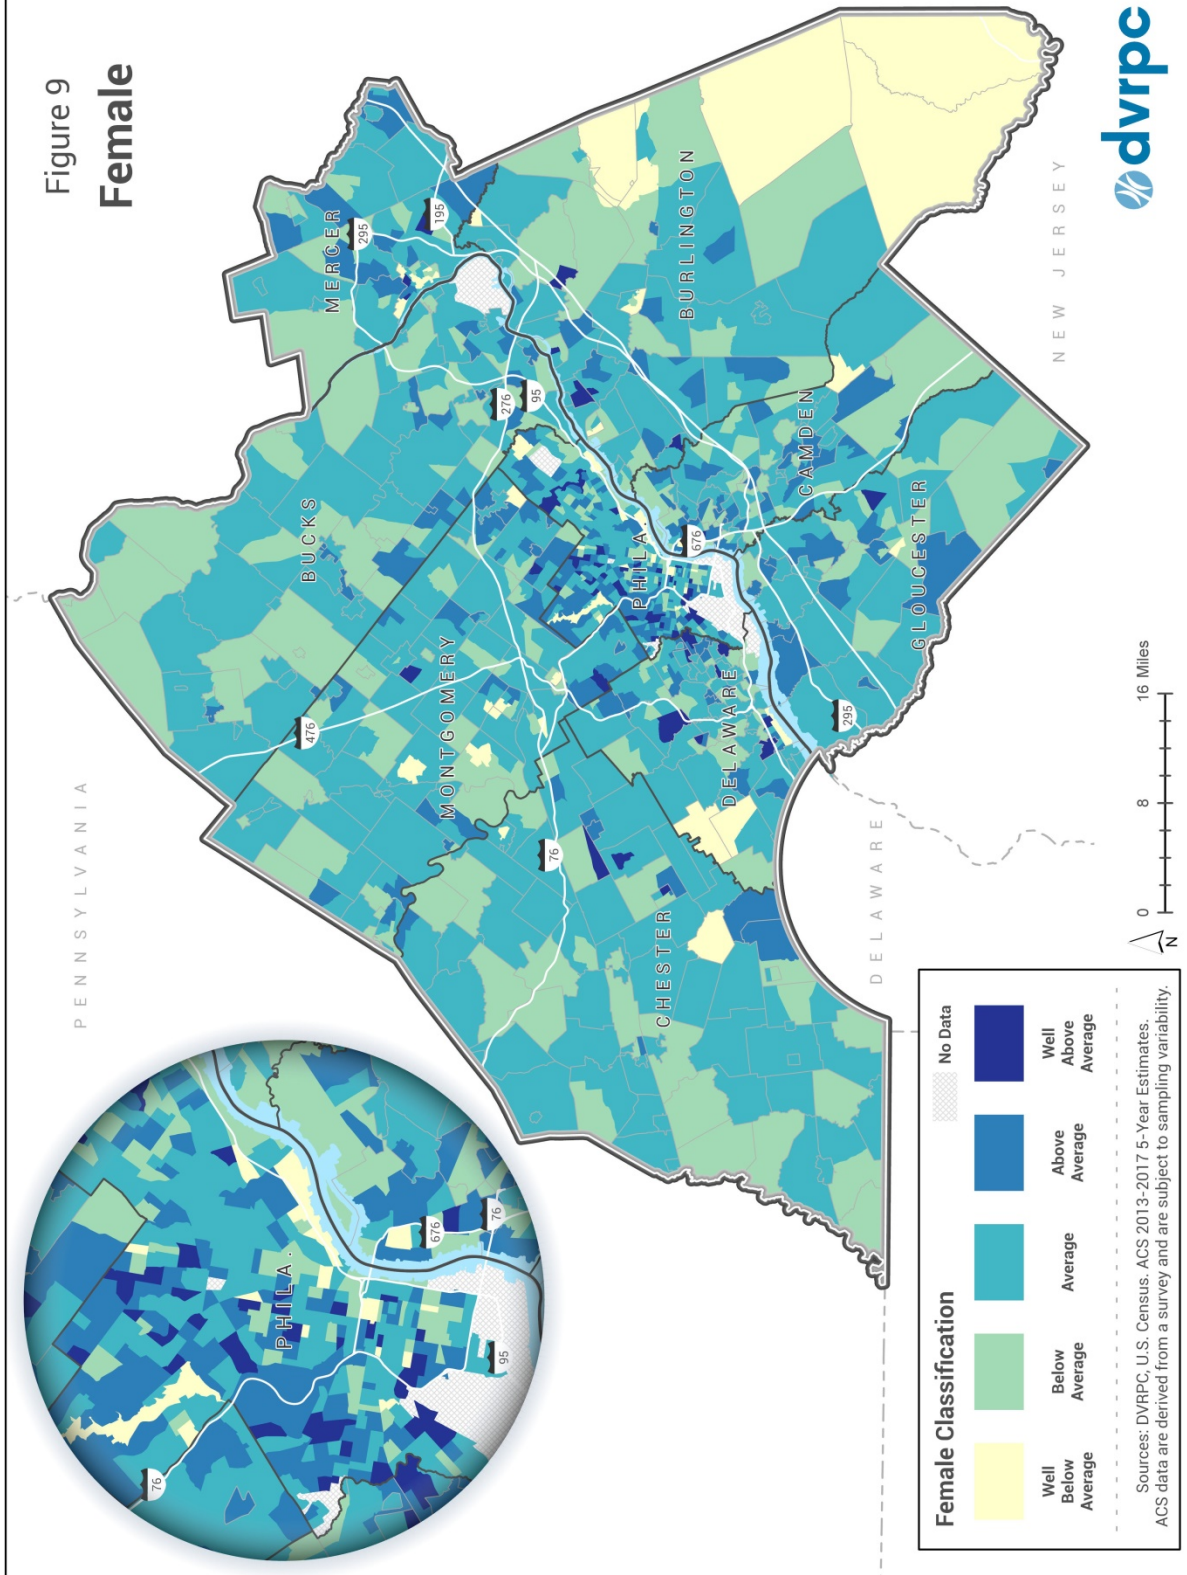 Figure 9
Female
PENNSYLVANIA
NEW JERSEY
DELAWARE
BUCKS
MERCER
MONTGOMERY
BURLINGTON
CHESTER
DELAWARE
PHILA.
CAMDEN
GLOUCESTER
476
276
95
295
195
76
676
295
PHILA.
76
676
76
95
0 8 16 Miles
N
dvrpc
Female Classification
No Data
Well
Below
Average
Below
Average
Average
Above
Average
Well
Above
Average
Sources: DVRPC, U.S. Census. ACS 2013-2017 5-Year Estimates.
ACS data are derived from a survey and are subject to sampling variability.